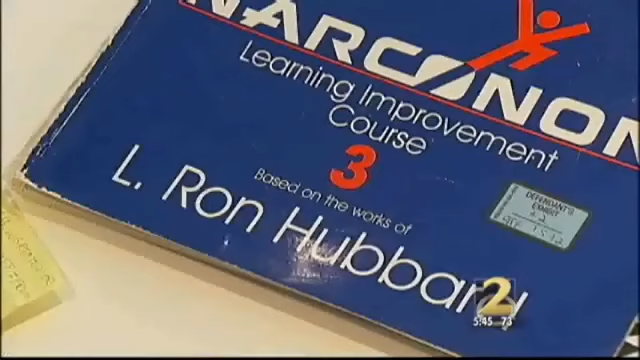 NARCONON
Learning Improvement
Course
3
Based on the works of
L. Ron Hubbard
DEFENDANT'S
EXHIBIT
2
5:45 73